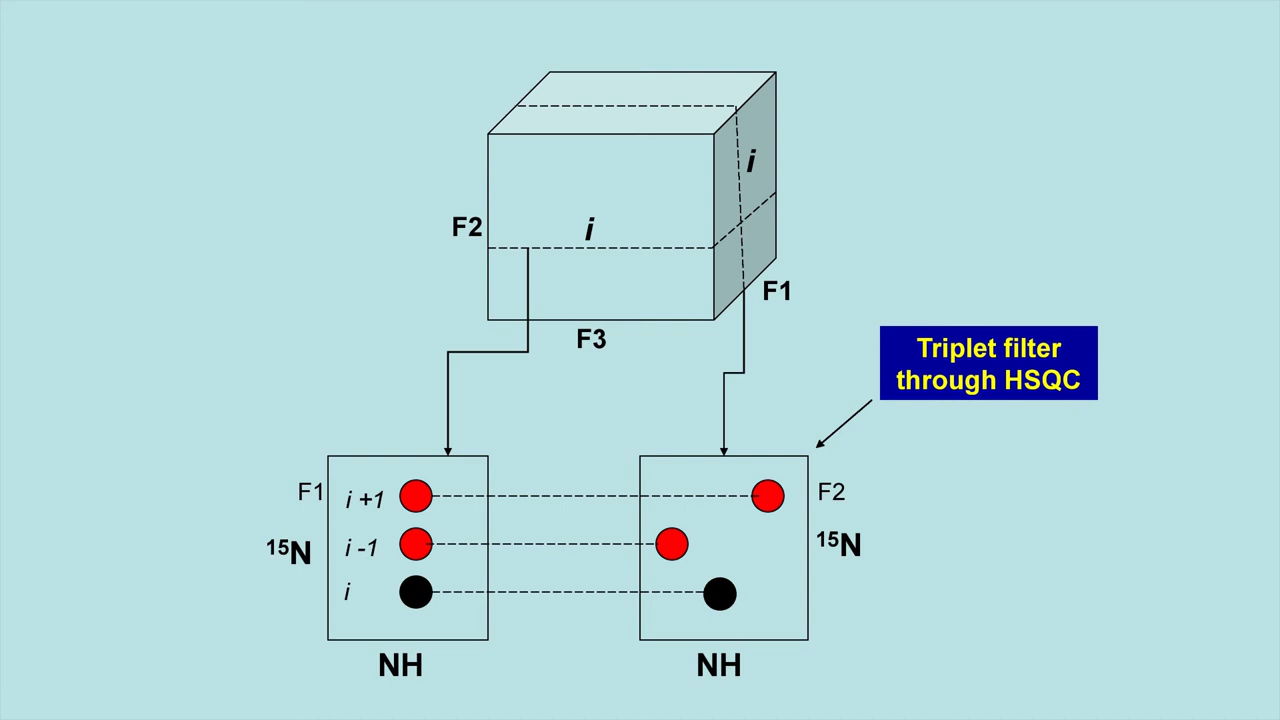 i
F2
i
F1
F3
Triplet filter
through HSQC
F1
i +1
F2
15N
i -1
15N
i
NH
NH